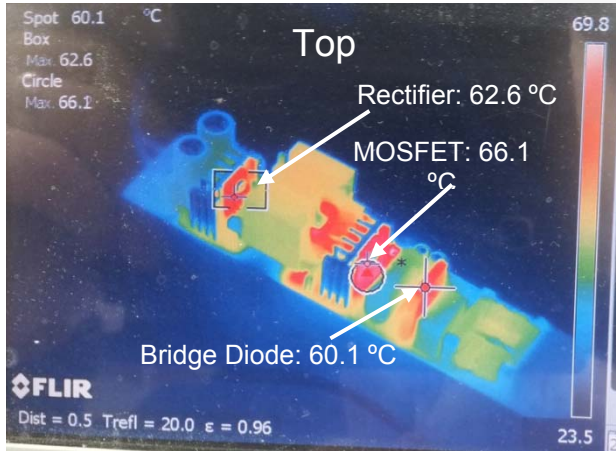 Spot 60.1 °C
69.8
Box
Max. 62.6
Circle
Max. 66.1
Top
Rectifier: 62.6 ºC
MOSFET: 66.1
ºC
Bridge Diode: 60.1 ºC
FLIR
Dist = 0.5 Trefl = 20.0 ε = 0.96
23.5